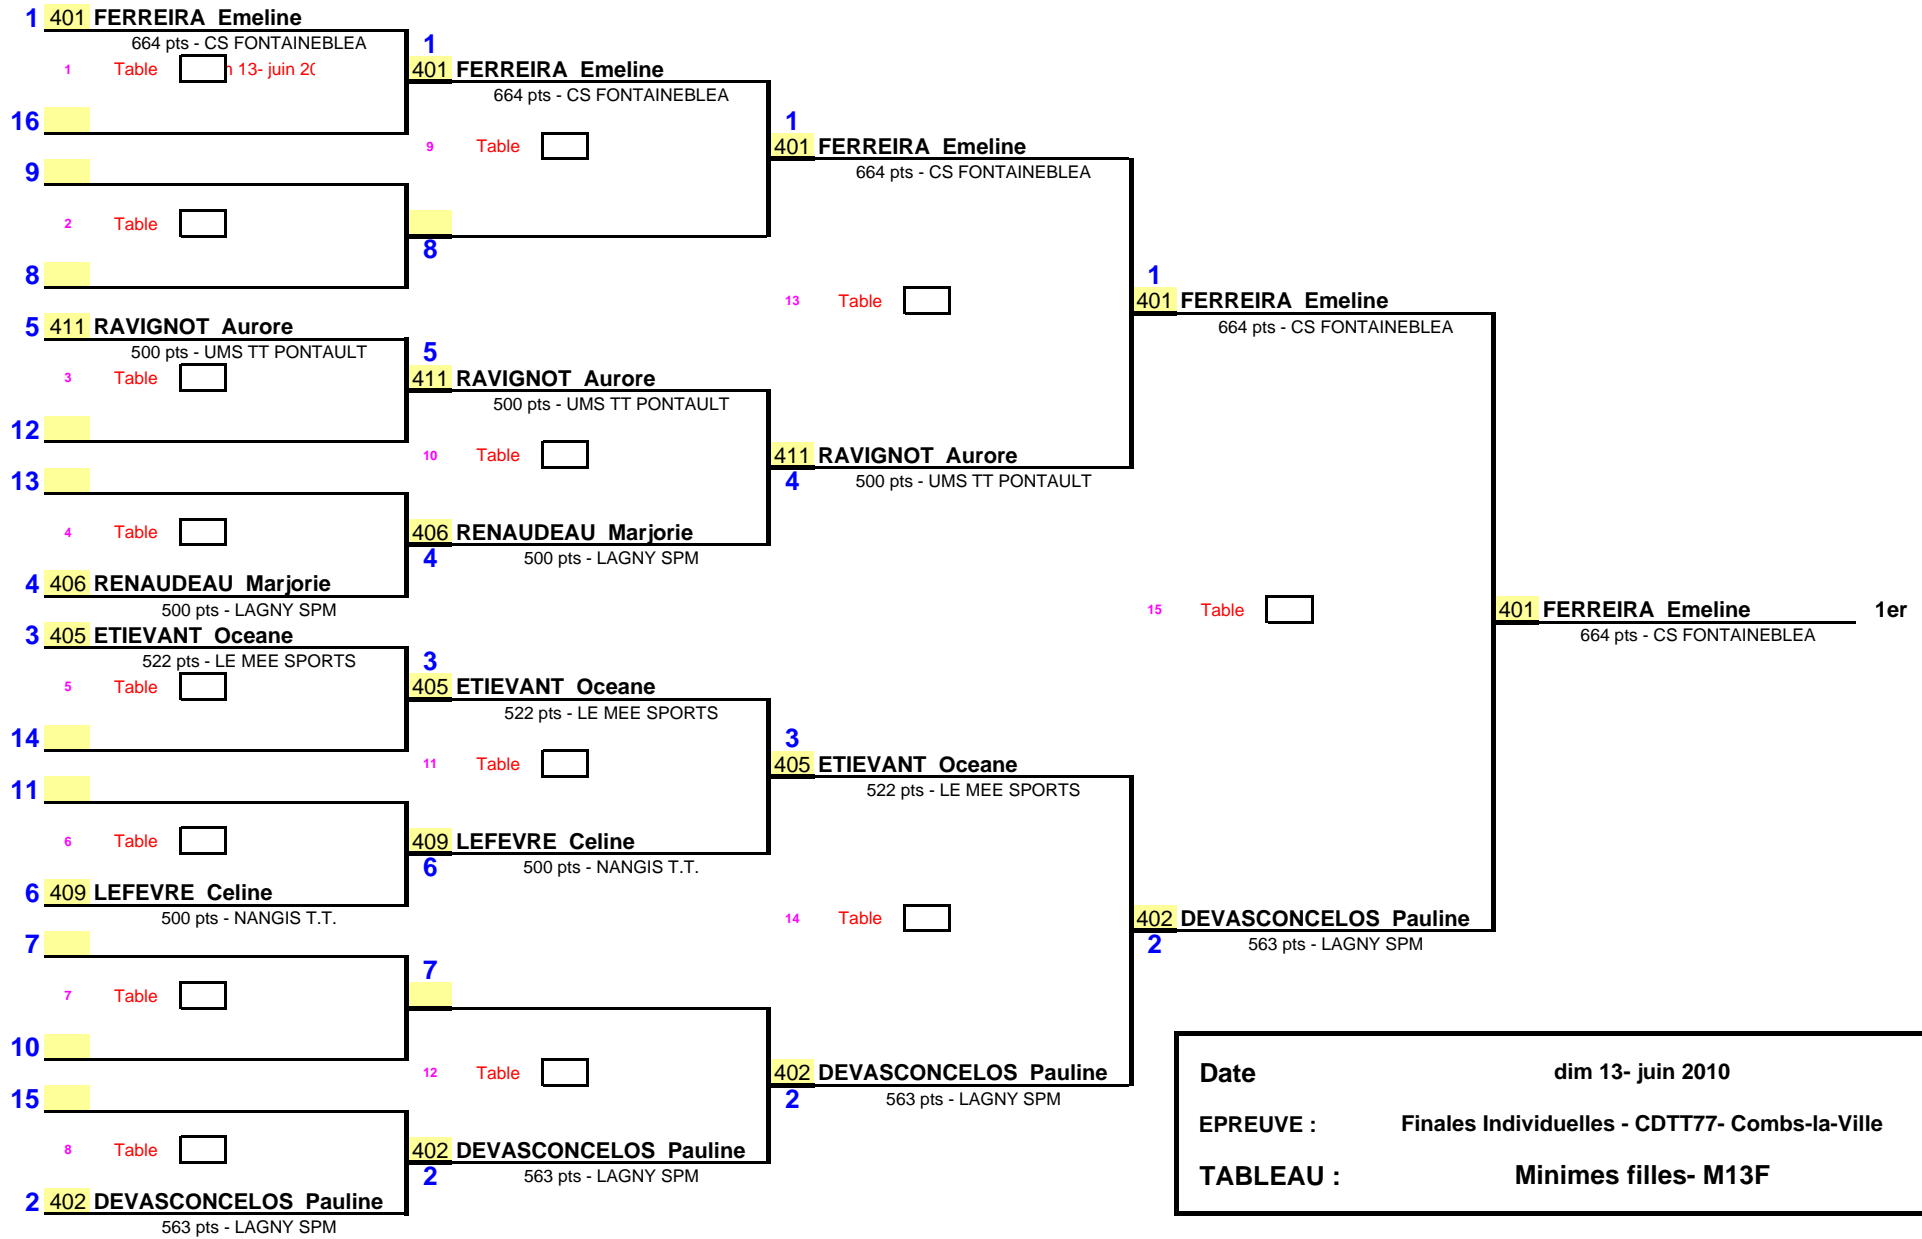 1 401 FERREIRA Emeline
664 pts - CS FONTAINEBLEA
1 Table 13- juin 20
16
9
2 Table
8
5 411 RAVIGNOT Aurore
500 pts - UMS TT PONTAULT
3 Table
12
13
4 Table
4 406 RENAUDEAU Marjorie
500 pts - LAGNY SPM
3 405 ETIEVANT Oceane
522 pts - LE MEE SPORTS
5 Table
14
11
6 Table
6 409 LEFEVRE Celine
500 pts - NANGIS T.T.
7
7 Table
10
15
8 Table
2 402 DEVASCONCELOS Pauline
563 pts - LAGNY SPM
1
401 FERREIRA Emeline
664 pts - CS FONTAINEBLEA
9 Table
8
5
411 RAVIGNOT Aurore
500 pts - UMS TT PONTAULT
10 Table
406 RENAUDEAU Marjorie
4 500 pts - LAGNY SPM
3
405 ETIEVANT Oceane
522 pts - LE MEE SPORTS
11 Table
409 LEFEVRE Celine
6 500 pts - NANGIS T.T.
7
12 Table
402 DEVASCONCELOS Pauline
2 563 pts - LAGNY SPM
1
401 FERREIRA Emeline
664 pts - CS FONTAINEBLEA
13 Table
411 RAVIGNOT Aurore
4 500 pts - UMS TT PONTAULT
3
405 ETIEVANT Oceane
522 pts - LE MEE SPORTS
14 Table
402 DEVASCONCELOS Pauline
2 563 pts - LAGNY SPM
1
401 FERREIRA Emeline
664 pts - CS FONTAINEBLEA
15 Table
402 DEVASCONCELOS Pauline
2 563 pts - LAGNY SPM
401 FERREIRA Emeline 1er
664 pts - CS FONTAINEBLEA
Date dim 13- juin 2010
EPREUVE : Finales Individuelles - CDTT77- Combs-la-Ville
TABLEAU : Minimes filles- M13F